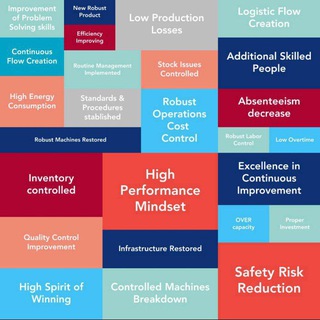 Improvement
of Problem
Solving skills
New Robust
Product
Efficiency
Improving
Low Production
Losses
Logistic Flow
Creation
Continuous
Flow Creation
Routine Management
Implemented
Stock Issues
Controlled
Additional Skilled
People
High Energy
Consumption
Standards &
Procedures
stablished
Robust
Operations
Cost
Control
Absenteeism
decrease
Robust Machines Restored
Robust Labor
Control
Low Overtime
Inventory
controlled
High
Performance
Mindset
Excellence in
Continuous
Improvement
OVER
capacity
Proper
Investment
Quality Control
Improvement
Infrastructure Restored
High Spirit of
Winning
Controlled Machines
Breakdown
Safety Risk
Reduction